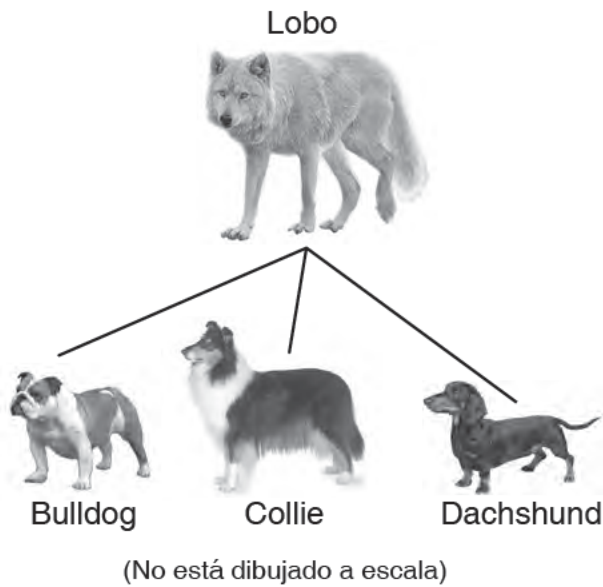 Lobo
Bulldog
Collie
Dachshund
(No está dibujado a escala)